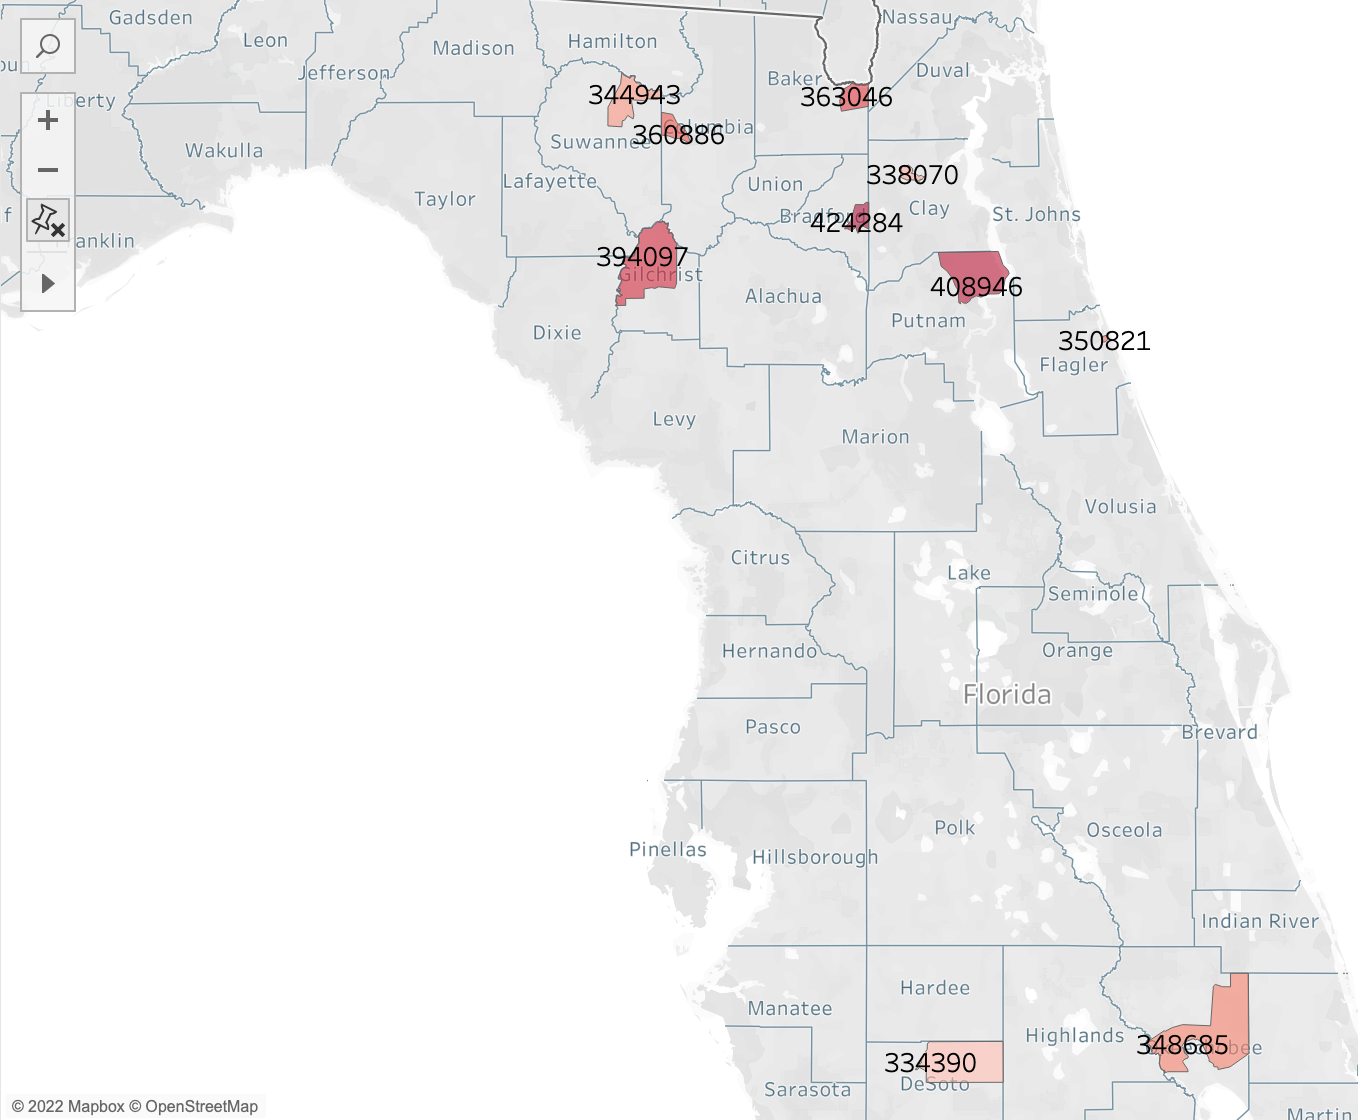 Gadsden
Nassau
Leon
Hamilton
Madison
Jefferson
Duval
Baker
Liberty
344943
363046
Columbia
360886
Suwannee
Wakulla
338070
Lafayette
Union
Taylor
Clay
St. Johns
Bradford
424284
anklin
394097
Gilchrist
408946
Alachua
Putnam
Dixie
350821
Flagler
Levy
Marion
Volusia
Citrus
Lake
Seminole
Hernando
Orange
Florida
Pasco
Brevard
Polk
Osceola
Pinellas
Hillsborough
Indian River
Hardee
Manatee
Highlands
348685
334390
DeSoto
Sarasota
Martin
© 2022 Mapbox © OpenStreetMap